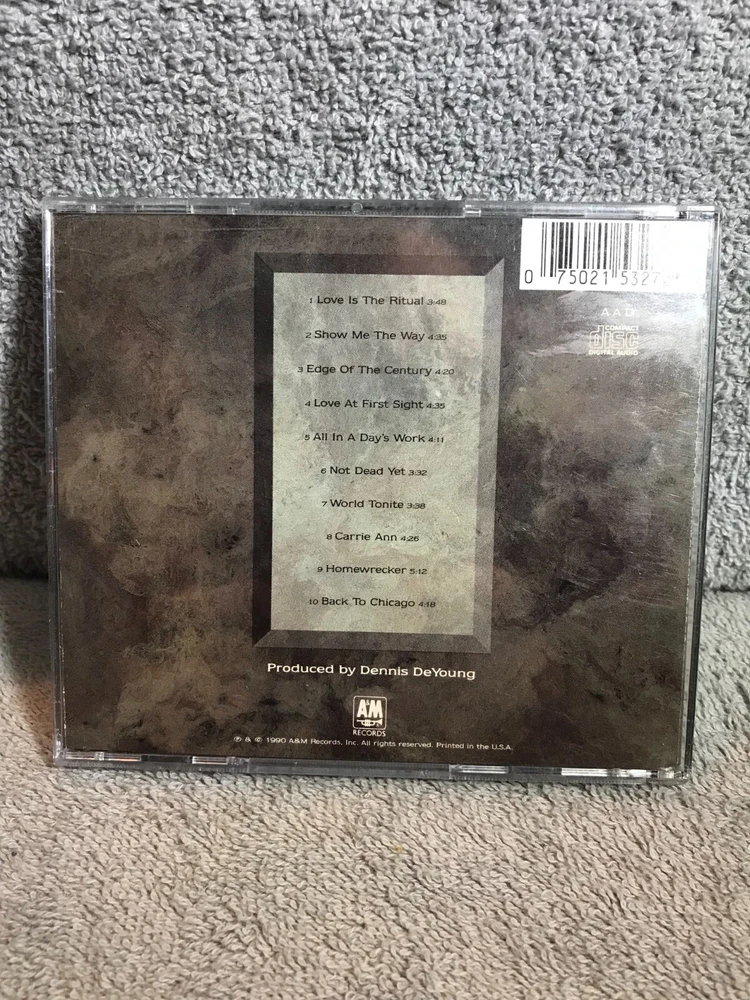 0 75021 5327
AAD
COMPACT
disc
DIGITAL AUDIO
1 Love Is The Ritual 3:48
2 Show Me The Way 4:35
3 Edge Of The Century 4:20
4 Love At First Sight 4:35
5 All In A Day's Work 4:11
6 Not Dead Yet 3:32
7 World Tonite 3:38
8 Carrie Ann 4:26
9 Homewrecker 5:12
10 Back To Chicago 4:18
Produced by Dennis DeYoung
A&M
RECORDS
℗ & © 1990 A&M Records, Inc. All rights reserved. Printed in the U.S.A.